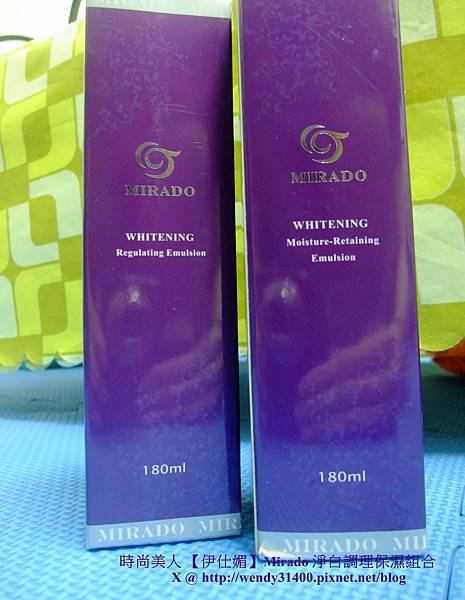 MIRADO
WHITENING
Regulating Emulsion
180ml
MIRADO MIR
MIRADO
WHITENING
Moisture-Retaining
Emulsion
180ml
MIRADO MI
時尚美人【伊仕媚】Mirado 淨白調理保濕組合
X @ http://wendy31400.pixnet.net/blog